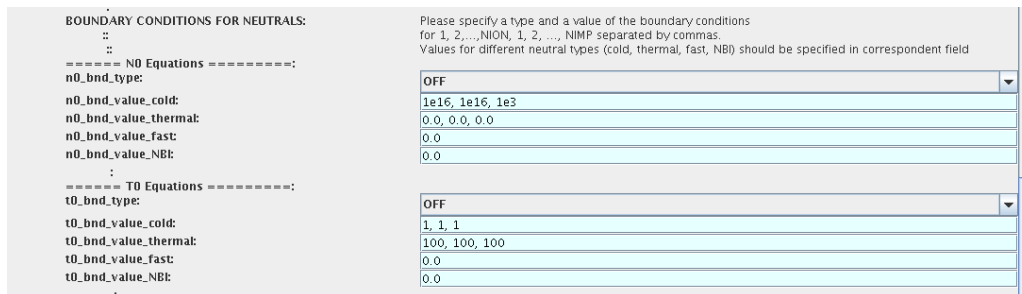 BOUNDARY CONDITIONS FOR NEUTRALS: Please specify a type and a value of the boundary conditions
:: for 1, 2,...,NION, 1, 2, ..., NIMP separated by commas.
:: Values for different neutral types (cold, thermal, fast, NBI) should be specified in correspondent field
====== N0 Equations =========:
n0_bnd_type: OFF
n0_bnd_value_cold: 1e16, 1e16, 1e3
n0_bnd_value_thermal: 0.0, 0.0, 0.0
n0_bnd_value_fast: 0.0
n0_bnd_value_NBI: 0.0
:
====== T0 Equations =========:
t0_bnd_type: OFF
t0_bnd_value_cold: 1, 1, 1
t0_bnd_value_thermal: 100, 100, 100
t0_bnd_value_fast: 0.0
t0_bnd_value_NBI: 0.0